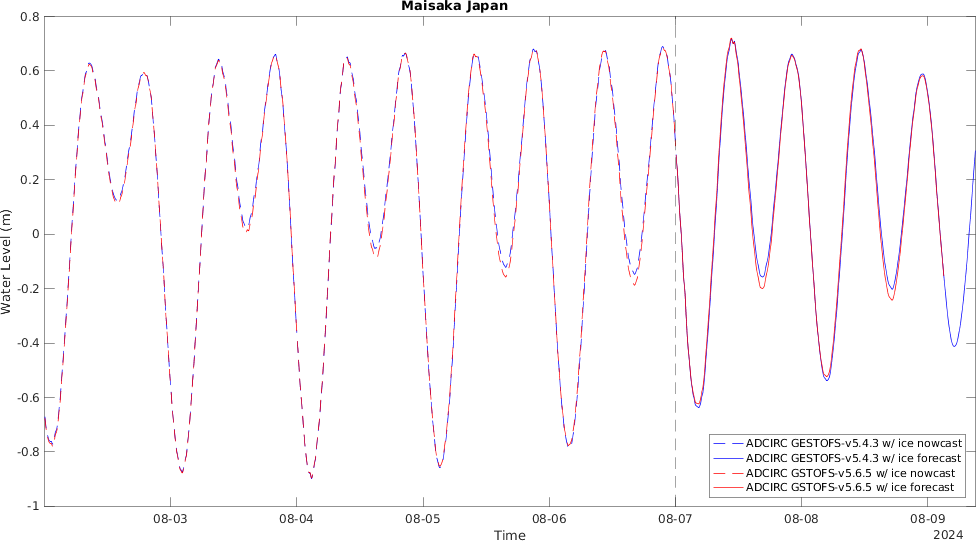 Maisaka Japan
0.8
0.6
0.4
0.2
0
-0.2
-0.4
-0.6
-0.8
-1
Water Level (m)
ADCIRC GESTOFS-v5.4.3 w/ ice nowcast
ADCIRC GESTOFS-v5.4.3 w/ ice forecast
ADCIRC GSTOFS-v5.6.5 w/ ice nowcast
ADCIRC GSTOFS-v5.6.5 w/ ice forecast
08-03 08-04 08-05 08-06 08-07 08-08 08-09
Time
2024